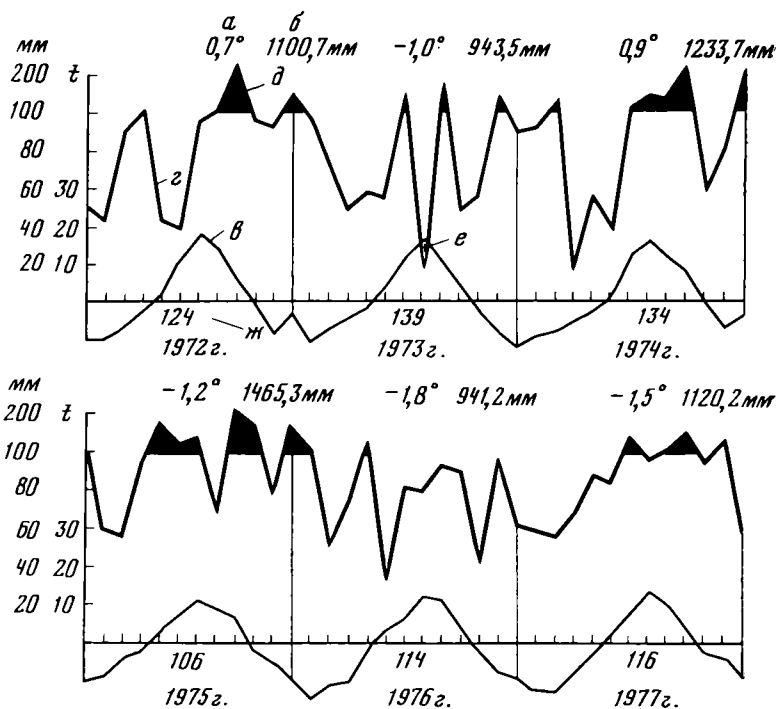 а б
мм 0,7° 1100,7мм −1,0° 943,5мм 0,9° 1233,7мм
200 t д
100
80
60 30 г
40 20 в е
20 10
124 ж 139 134
1972г. 1973г. 1974г.
мм −1,2° 1465,3мм −1,8° 941,2мм −1,5° 1120,2мм
200 t
100
80
60 30
40 20
20 10
106 114 116
1975г. 1976г. 1977г.